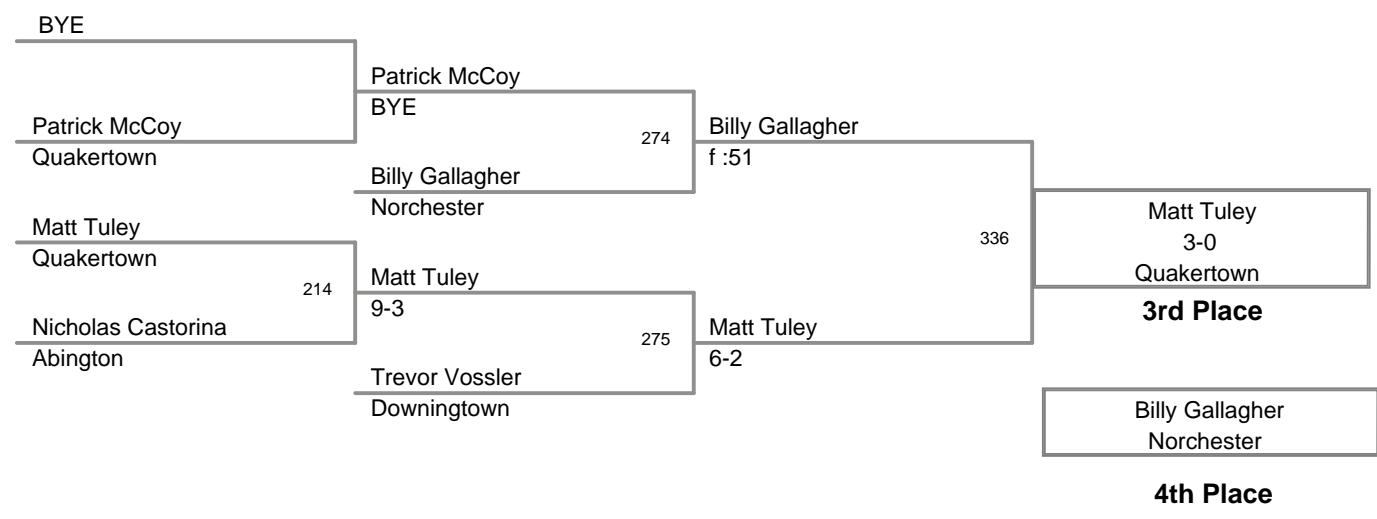 BYE
Patrick McCoy
Quakertown
Matt Tuley
Quakertown
214
Nicholas Castorina
Abington
Patrick McCoy
BYE
274
Billy Gallagher
Norchester
Matt Tuley
9-3
275
Trevor Vossler
Downingtown
Billy Gallagher
f :51
336
Matt Tuley
6-2
Matt Tuley
3-0
Quakertown
3rd Place
Billy Gallagher
Norchester
4th Place